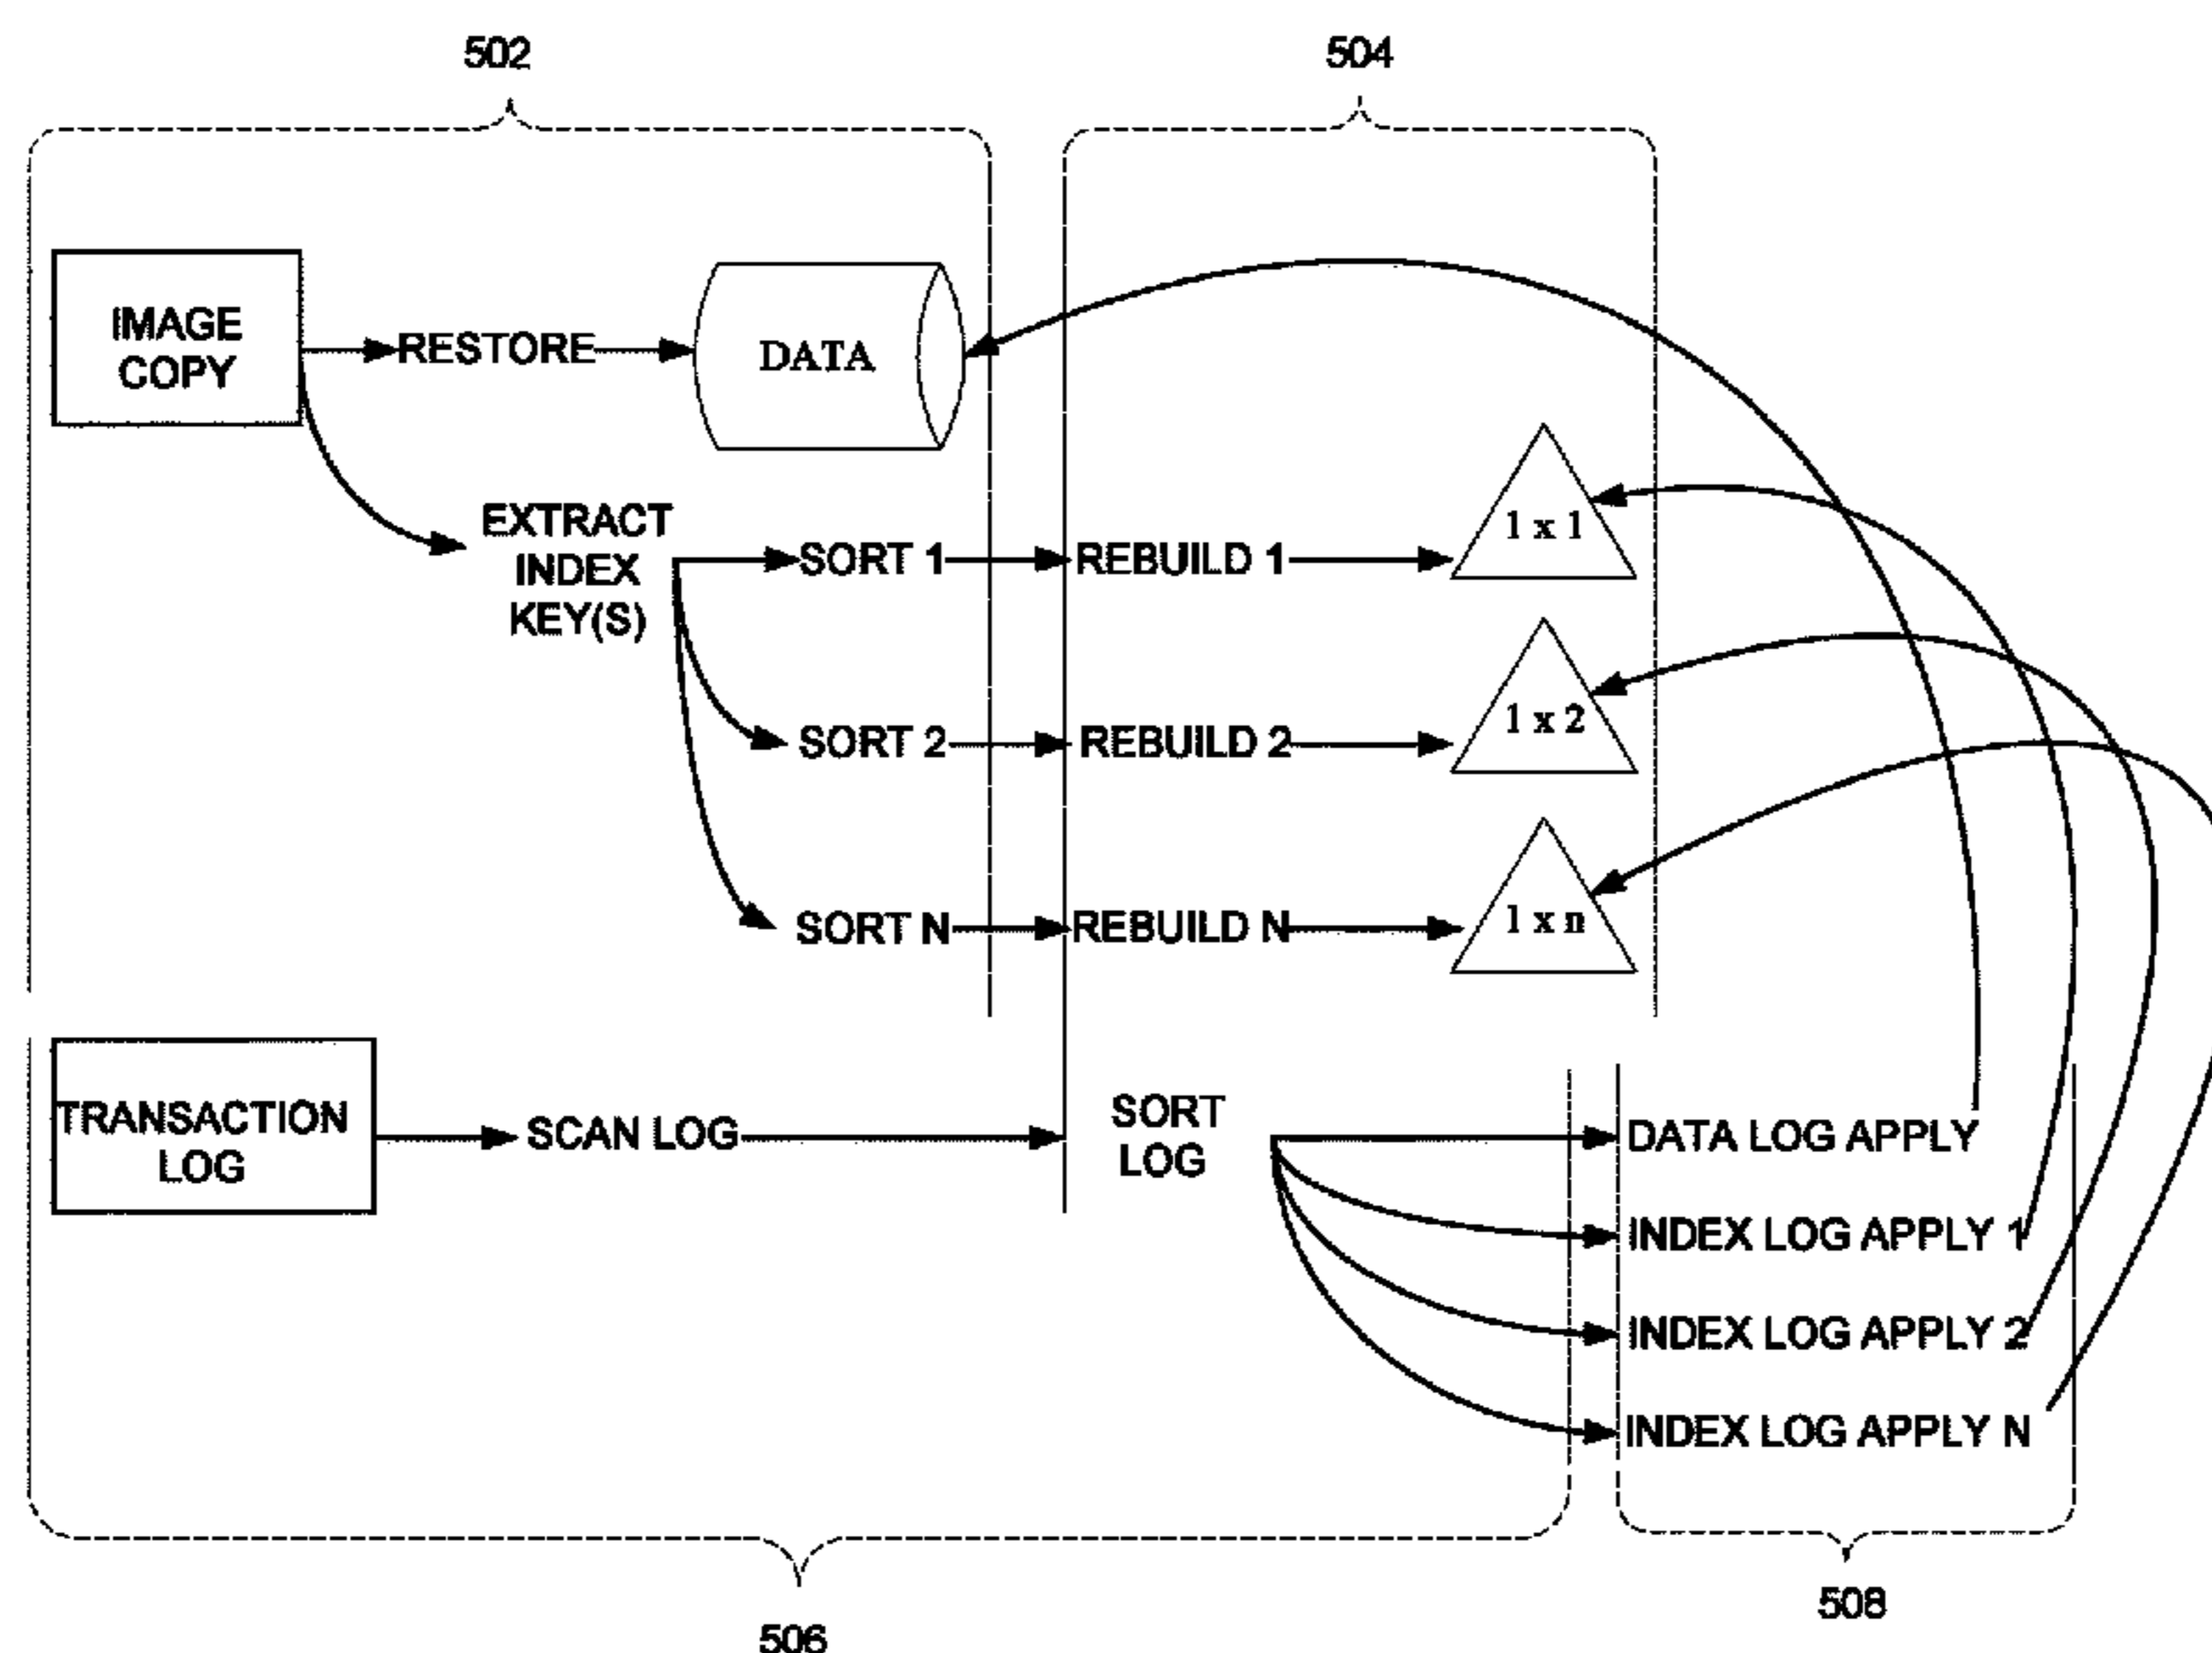 502
504
IMAGE
COPY
RESTORE
DATA
EXTRACT
INDEX
KEY(S)
SORT 1
REBUILD 1
1 x 1
SORT 2
REBUILD 2
1 x 2
SORT N
REBUILD N
1 x n
TRANSACTION
LOG
SCAN LOG
SORT
LOG
DATA LOG APPLY
INDEX LOG APPLY 1
INDEX LOG APPLY 2
INDEX LOG APPLY N
506
508